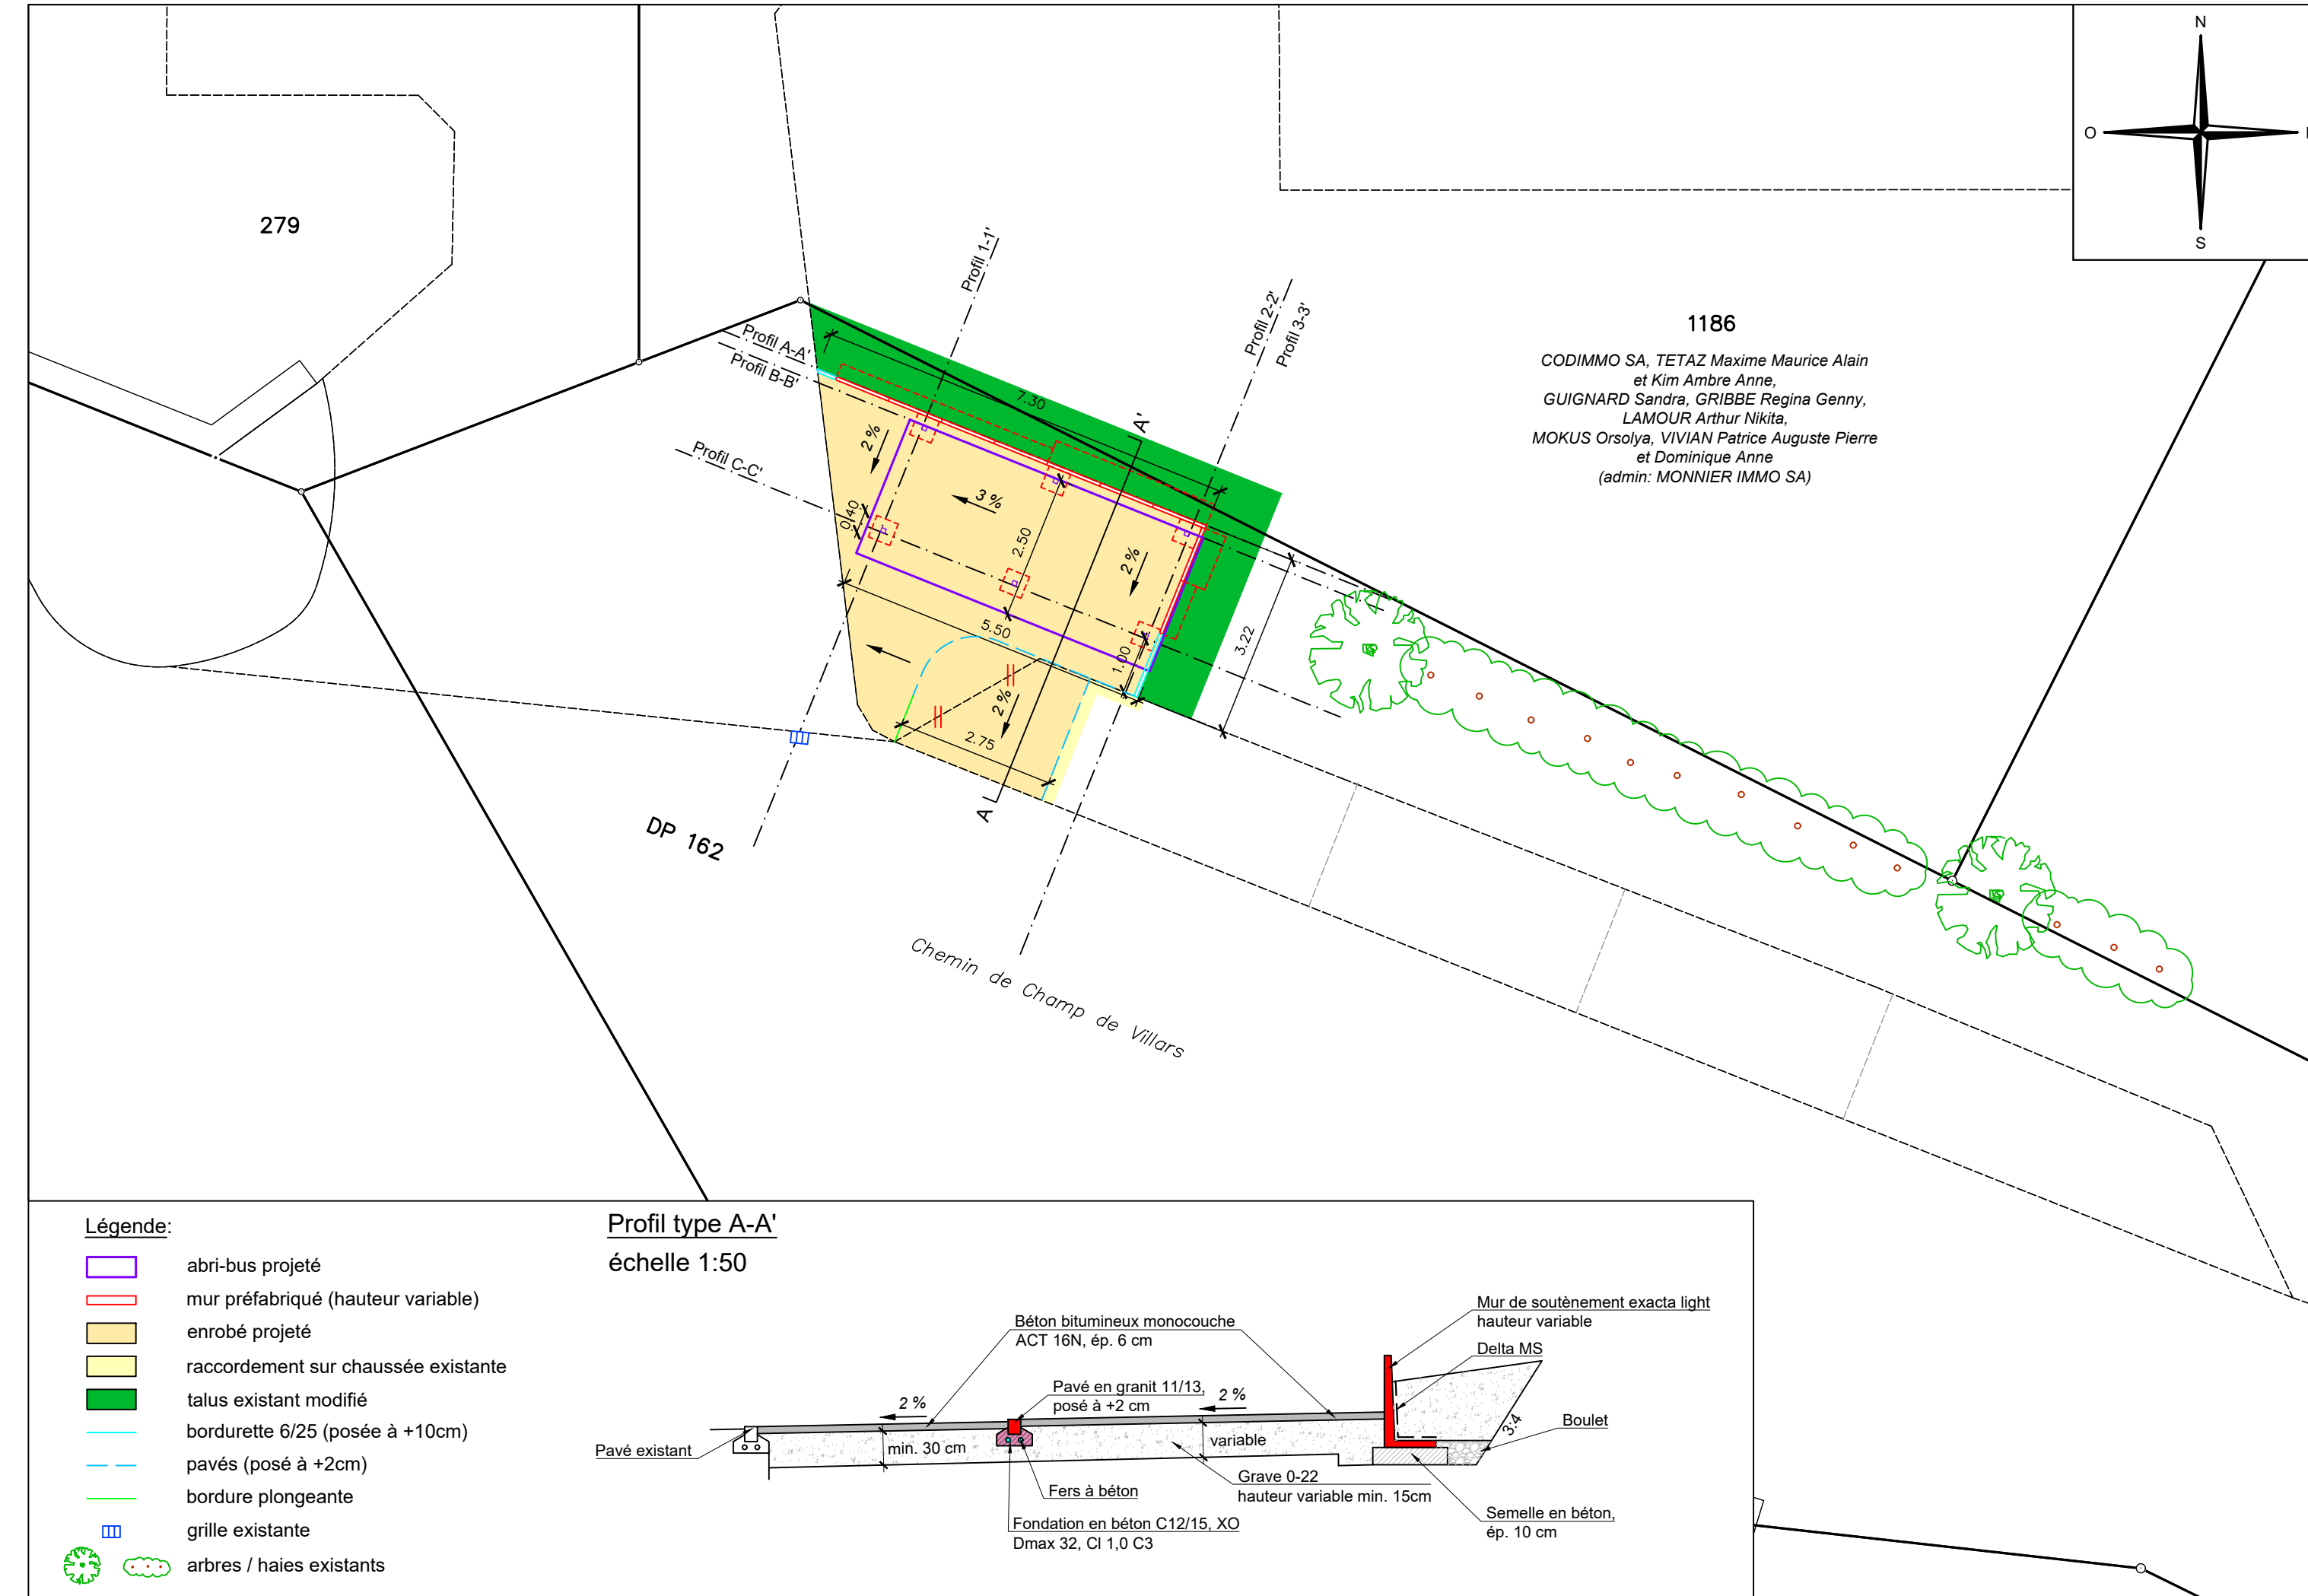 N
O
S
279
Profil 1-1'
Profil 2-2'
Profil 3-3'
1186
CODIMMO SA, TETAZ Maxime Maurice Alain
et Kim Ambre Anne,
GUIGNARD Sandra, GRIBBE Regina Genny,
LAMOUR Arthur Nikita,
MOKUS Orsolya, VIVIAN Patrice Auguste Pierre
et Dominique Anne
(admin: MONNIER IMMO SA)
Profil A-A'
Profil B-B'
Profil C-C'
7.30
A'
2 %
3 %
0.40
2.50
2 %
5.50
1.00
3.22
2 %
2.75
A
DP 162
Chemin de Champ de Villars
Légende:
abri-bus projeté
mur préfabriqué (hauteur variable)
enrobé projeté
raccordement sur chaussée existante
talus existant modifié
bordurette 6/25 (posée à +10cm)
pavés (posé à +2cm)
bordure plongeante
grille existante
arbres / haies existants
Profil type A-A'
échelle 1:50
Béton bitumineux monocouche
ACT 16N, ép. 6 cm
Mur de soutènement exacta light
hauteur variable
Delta MS
Pavé en granit 11/13,
posé à +2 cm
2 %
2 %
Boulet
3:4
Pavé existant
min. 30 cm
variable
Grave 0-22
hauteur variable min. 15cm
Fers à béton
Semelle en béton,
ép. 10 cm
Fondation en béton C12/15, XO
Dmax 32, Cl 1,0 C3